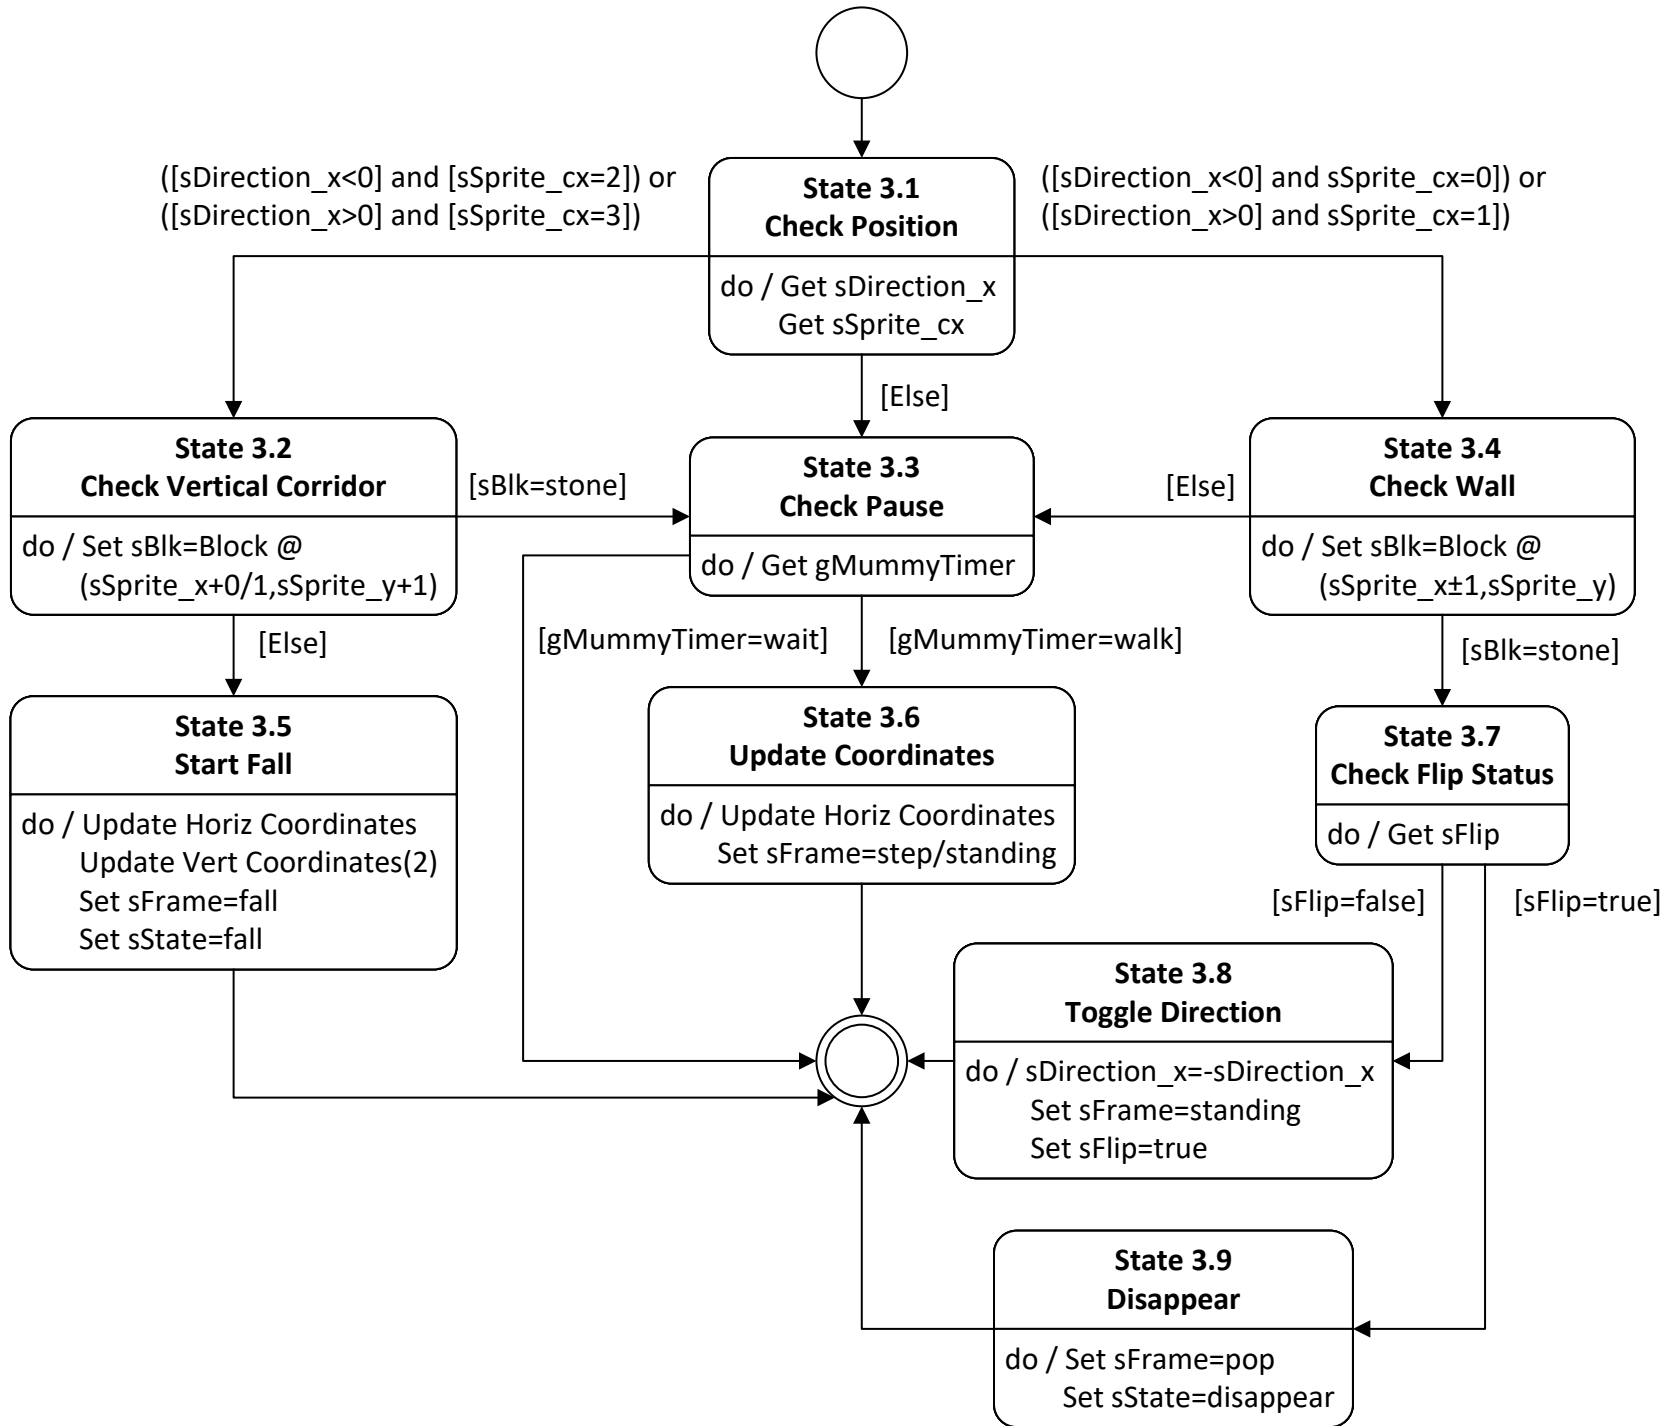 ([sDirection_x<0] and [sSprite_cx=2]) or
([sDirection_x>0] and [sSprite_cx=3])
State 3.1
Check Position
do / Get sDirection_x
Get sSprite_cx
([sDirection_x<0] and sSprite_cx=0]) or
([sDirection_x>0] and sSprite_cx=1])
[Else]
State 3.2
Check Vertical Corridor
do / Set sBlk=Block @
(sSprite_x+0/1,sSprite_y+1)
[sBlk=stone]
State 3.3
Check Pause
do / Get gMummyTimer
[Else]
State 3.4
Check Wall
do / Set sBlk=Block @
(sSprite_x±1,sSprite_y)
[Else]
[gMummyTimer=wait]
[gMummyTimer=walk]
[sBlk=stone]
State 3.5
Start Fall
do / Update Horiz Coordinates
Update Vert Coordinates(2)
Set sFrame=fall
Set sState=fall
State 3.6
Update Coordinates
do / Update Horiz Coordinates
Set sFrame=step/standing
State 3.7
Check Flip Status
do / Get sFlip
[sFlip=false]
[sFlip=true]
State 3.8
Toggle Direction
do / sDirection_x=-sDirection_x
Set sFrame=standing
Set sFlip=true
State 3.9
Disappear
do / Set sFrame=pop
Set sState=disappear